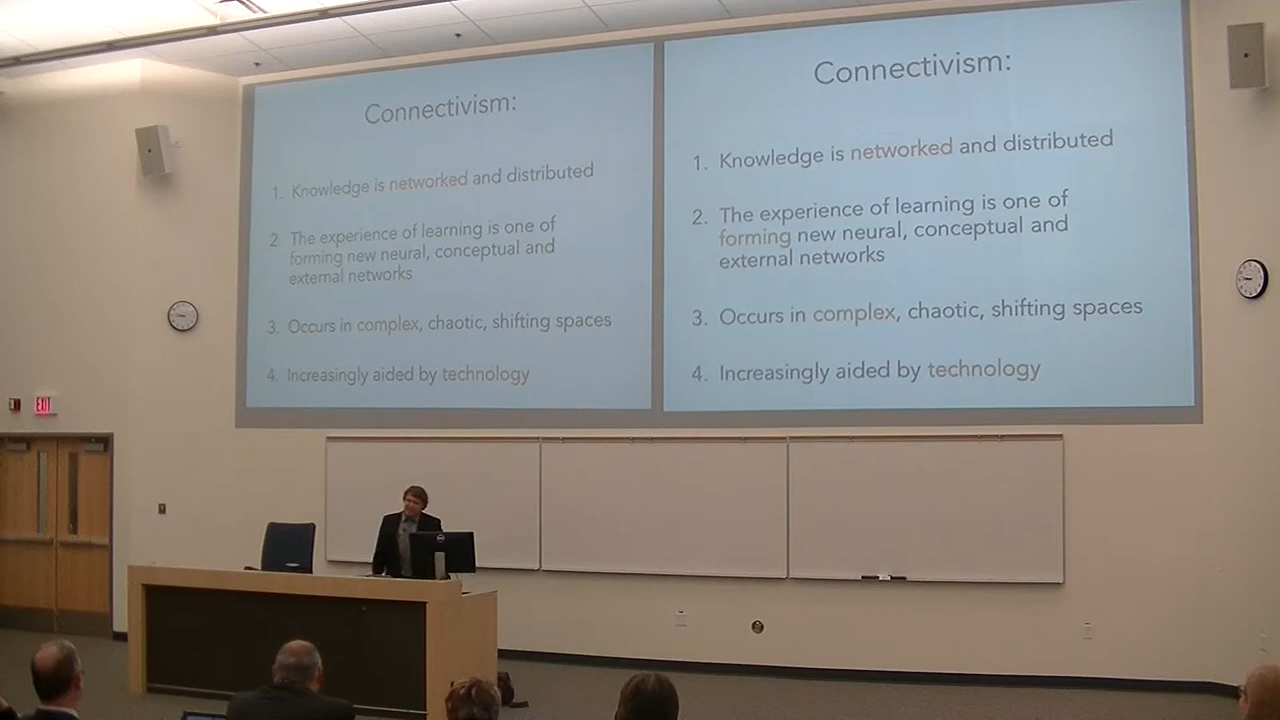 Connectivism:
1. Knowledge is networked and distributed
2. The experience of learning is one of
forming new neural, conceptual and
external networks
3. Occurs in complex, chaotic, shifting spaces
4. Increasingly aided by technology
Connectivism:
1. Knowledge is networked and distributed
2. The experience of learning is one of
forming new neural, conceptual and
external networks
3. Occurs in complex, chaotic, shifting spaces
4. Increasingly aided by technology
EXIT
DELL